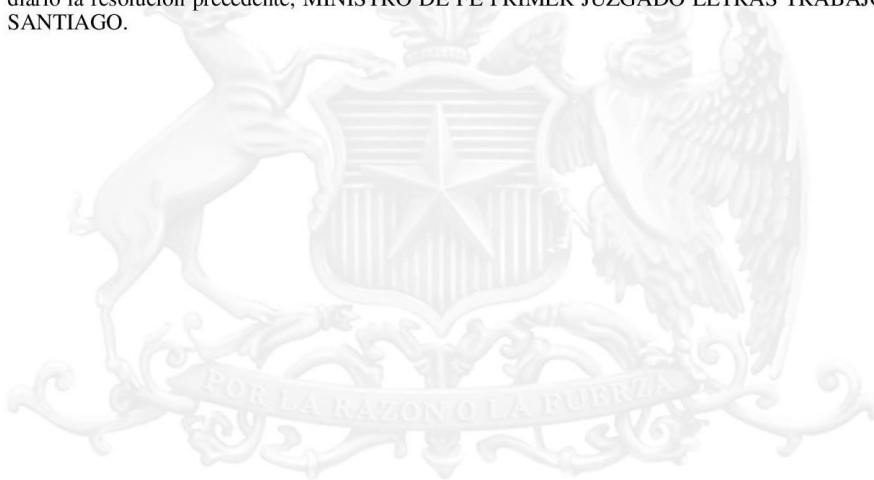 diario la resolución precedente, MINISTRO DE FE PRIMER JUZGADO LETRAS TRABAJO
SANTIAGO.
POR LA RAZON O LA FUERZA